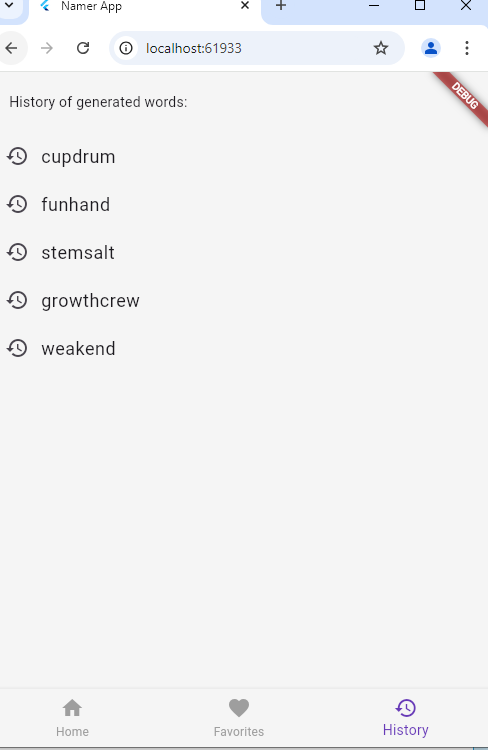 Namer App
localhost:61933
DEBUG
History of generated words:
cupdrum
funhand
stemsalt
growthcrew
weakend
Home
Favorites
History